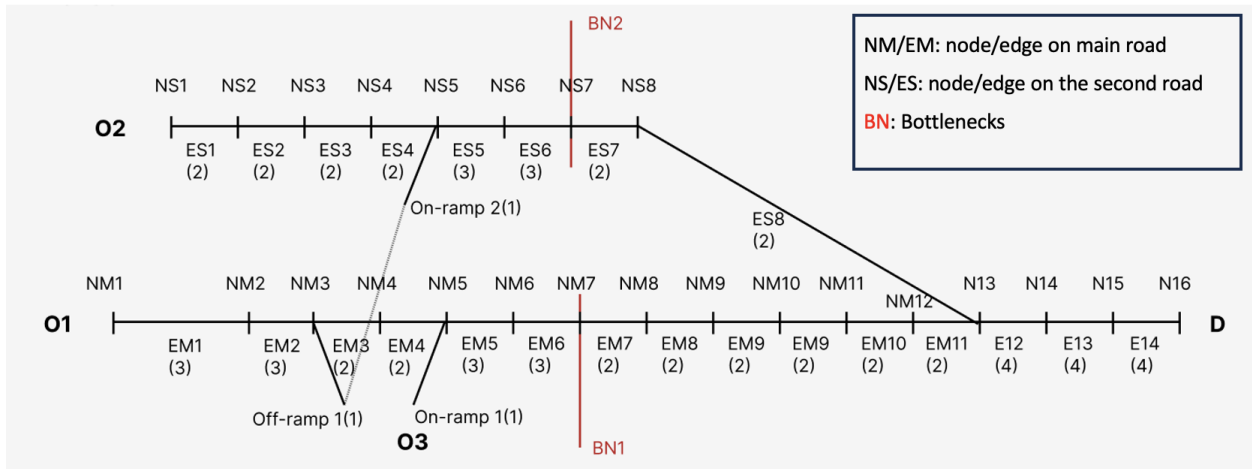 BN2
NM/EM: node/edge on main road
NS/ES: node/edge on the second road
BN: Bottlenecks
NS1 NS2 NS3 NS4 NS5 NS6 NS7 NS8
O2
ES1 ES2 ES3 ES4 ES5 ES6 ES7
(2) (2) (2) (2) (3) (3) (2)
On-ramp 2(1)
ES8
(2)
NM1 NM2 NM3 NM4 NM5 NM6 NM7 NM8 NM9 NM10 NM11 NM12 N13 N14 N15 N16
O1 D
EM1 EM2 EM3 EM4 EM5 EM6 EM7 EM8 EM9 EM9 EM10 EM11 E12 E13 E14
(3) (3) (2) (2) (3) (3) (2) (2) (2) (2) (2) (2) (4) (4) (4)
Off-ramp 1(1) On-ramp 1(1)
O3
BN1